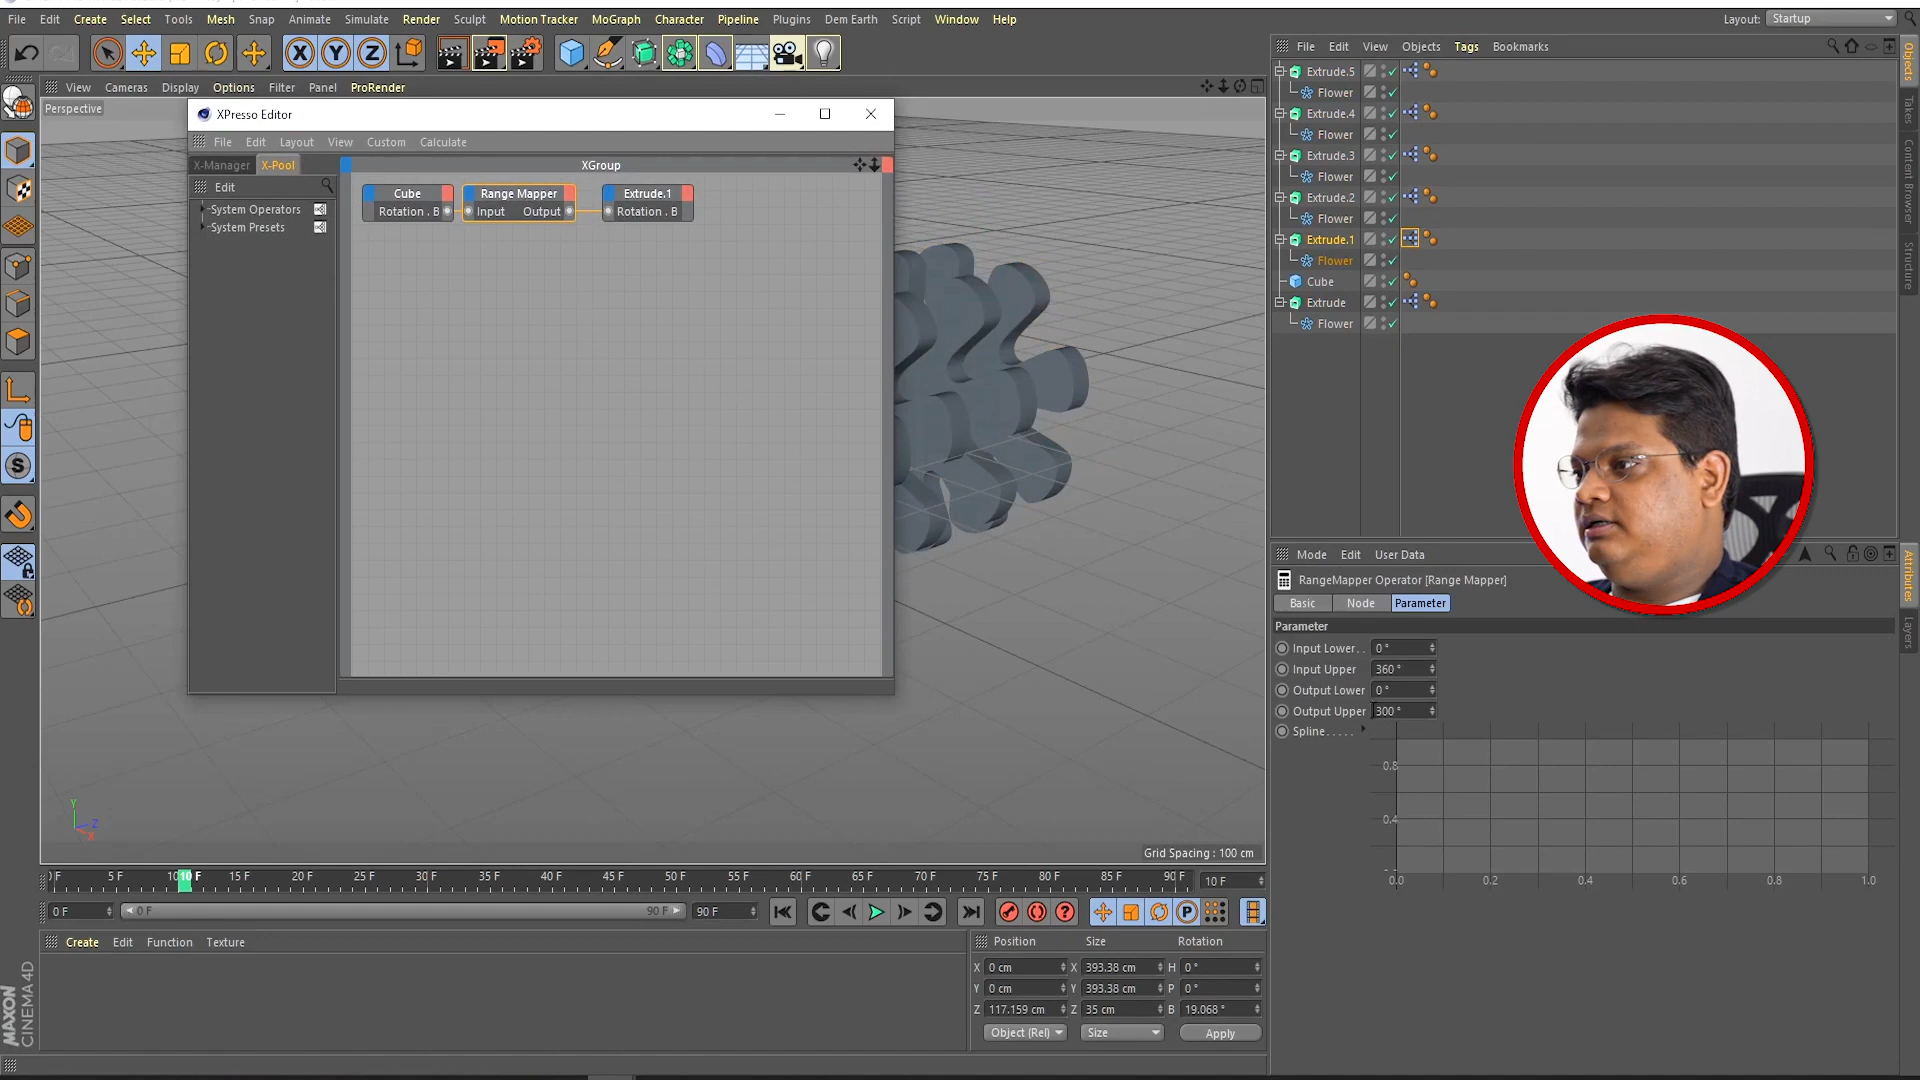 File Edit Create Select Tools Mesh Snap Animate Simulate Render Sculpt Motion Tracker MoGraph Character Pipeline Plugins Dem Earth Script Window Help Layout: Startup
X Y Z
File Edit View Objects Tags Bookmarks
View Cameras Display Options Filter Panel ProRender
Perspective
XPresso Editor
File Edit Layout View Custom Calculate
X-Manager X-Pool
XGroup
Edit
System Operators
System Presets
Cube
Rotation . B
Range Mapper
Input Output
Extrude.1
Rotation . B
Extrude.5
Flower
Extrude.4
Flower
Extrude.3
Flower
Extrude.2
Flower
Extrude.1
Flower
Cube
Extrude
Flower
Objects
Takes
Content Browser
Structure
Mode Edit User Data
RangeMapper Operator [Range Mapper]
Basic Node Parameter
Parameter
Input Lower . . 0 °
Input Upper 360 °
Output Lower 0 °
Output Upper 300 °
Spline . . . . .
0.8
0.4
0.0 0.2 0.4 0.6 0.8 1.0
Attributes
Layers
Y
Z
X
S
Grid Spacing : 100 cm
5 F 10 F 15 F 20 F 25 F 30 F 35 F 40 F 45 F 50 F 55 F 60 F 65 F 70 F 75 F 80 F 85 F 90 F 10 F
0 F 0 F 90 F 90 F
P
Create Edit Function Texture
Position Size Rotation
X 0 cm X 393.38 cm H 0 °
Y 0 cm Y 393.38 cm P 0 °
Z 117.159 cm Z 35 cm B 19.068 °
Object (Rel) Size Apply
MAXON
CINEMA 4D